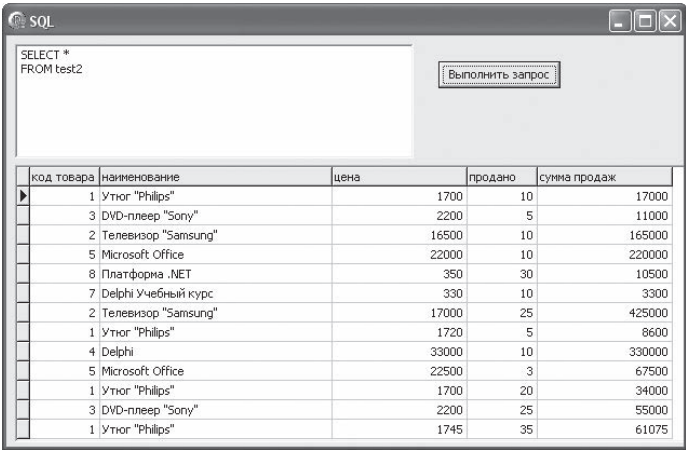 SQL
SELECT *
FROM test2
Выполнить запрос
код товара наименование цена продано сумма продаж
1 Утюг "Philips" 1700 10 17000
3 DVD-плеер "Sony" 2200 5 11000
2 Телевизор "Samsung" 16500 10 165000
5 Microsoft Office 22000 10 220000
8 Платформа .NET 350 30 10500
7 Delphi Учебный курс 330 10 3300
2 Телевизор "Samsung" 17000 25 425000
1 Утюг "Philips" 1720 5 8600
4 Delphi 33000 10 330000
5 Microsoft Office 22500 3 67500
1 Утюг "Philips" 1700 20 34000
3 DVD-плеер "Sony" 2200 25 55000
1 Утюг "Philips" 1745 35 61075